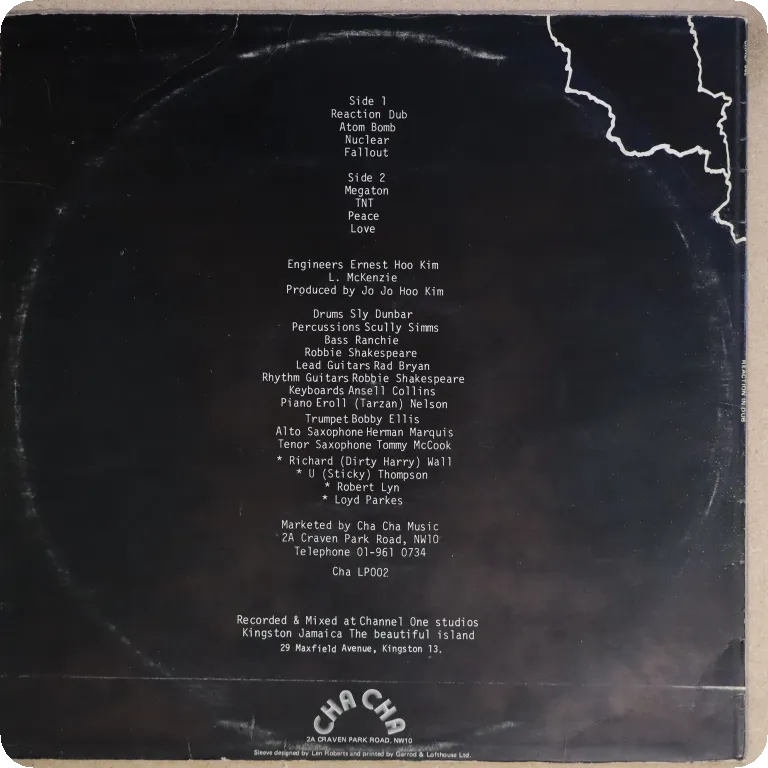 Side 1
Reaction Dub
Atom Bomb
Nuclear
Fallout
Side 2
Megaton
TNT
Peace
Love
Engineers Ernest Hoo Kim
L. McKenzie
Produced by Jo Jo Hoo Kim
Drums Sly Dunbar
Percussions Scully Simms
Bass Ranchie
Robbie Shakespeare
Lead Guitars Rad Bryan
Rhythm Guitars Robbie Shakespeare
Keyboards Ansell Collins
Piano Eroll (Tarzan) Nelson
Trumpet Bobby Ellis
Alto Saxophone Herman Marquis
Tenor Saxophone Tommy McCook
* Richard (Dirty Harry) Wall
* U (Sticky) Thompson
* Robert Lyn
* Loyd Parkes
Marketed by Cha Cha Music
2A Craven Park Road, NW10
Telephone 01-961 0734
Cha LP002
Recorded & Mixed at Channel One studios
Kingston Jamaica The beautiful island
29 Maxfield Avenue, Kingston 13.
CHA CHA
2A CRAVEN PARK ROAD, NW10
Sleeve designed by Len Roberts and printed by Garrod & Lofthouse Ltd.
REACTION IN DUB